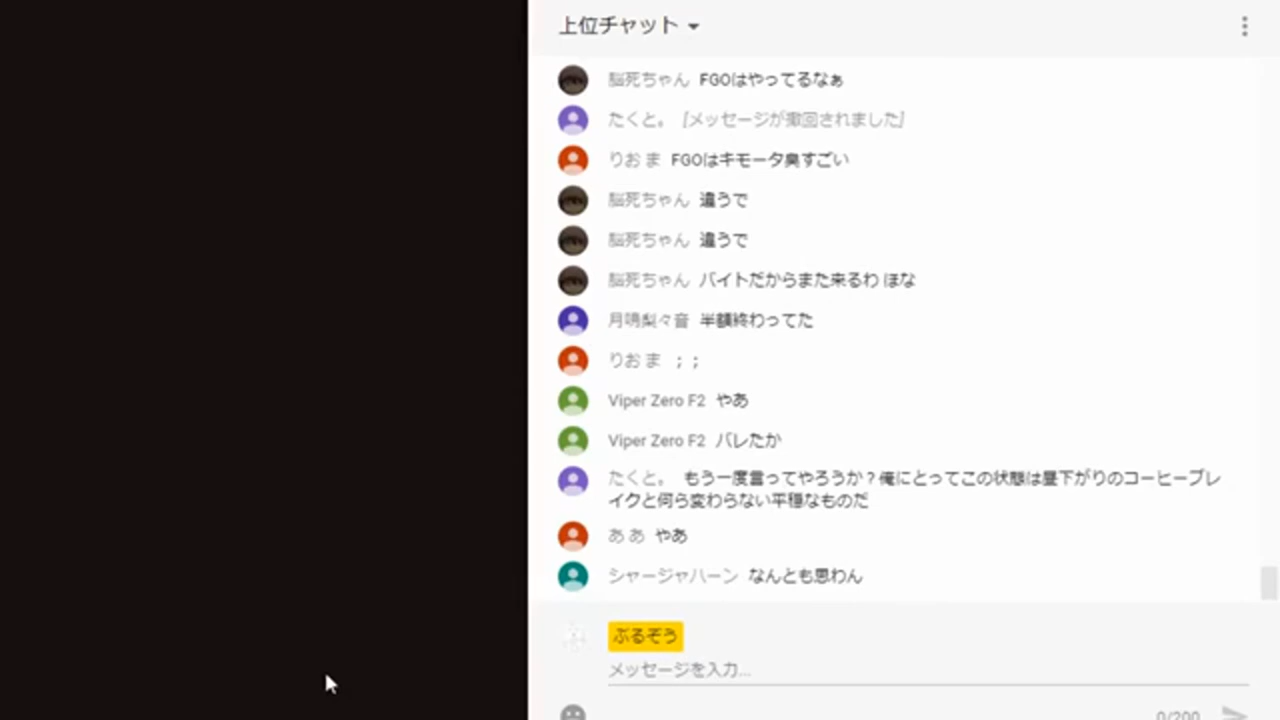 上位チャット
脳死ちゃん FGOはやってるなぁ
たくと。 [メッセージが撤回されました]
りおま FGOはキモータ臭すごい
脳死ちゃん 違うで
脳死ちゃん 違うで
脳死ちゃん バイトだからまた来るわ ほな
月鳴梨々音 半額終わってた
りおま ；；
Viper Zero F2 やあ
Viper Zero F2 バレたか
たくと。 もう一度言ってやろうか？俺にとってこの状態は昼下がりのコーヒーブレ
イクと何ら変わらない平穏なものだ
ああ やあ
シャージャハーン なんとも思わん
ぷるぞう
メッセージを入力...
0/200